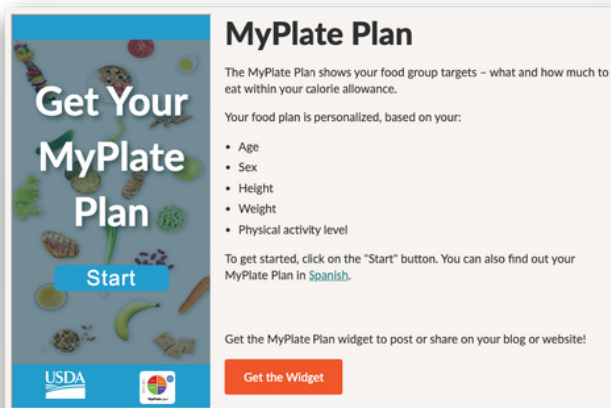 Get Your
MyPlate
Plan
Start
USDA
MyPlate Plan
The MyPlate Plan shows your food group targets – what and how much to
eat within your calorie allowance.
Your food plan is personalized, based on your:
• Age
• Sex
• Height
• Weight
• Physical activity level
To get started, click on the "Start" button. You can also find out your
MyPlate Plan in Spanish.
Get the MyPlate Plan widget to post or share on your blog or website!
Get the Widget